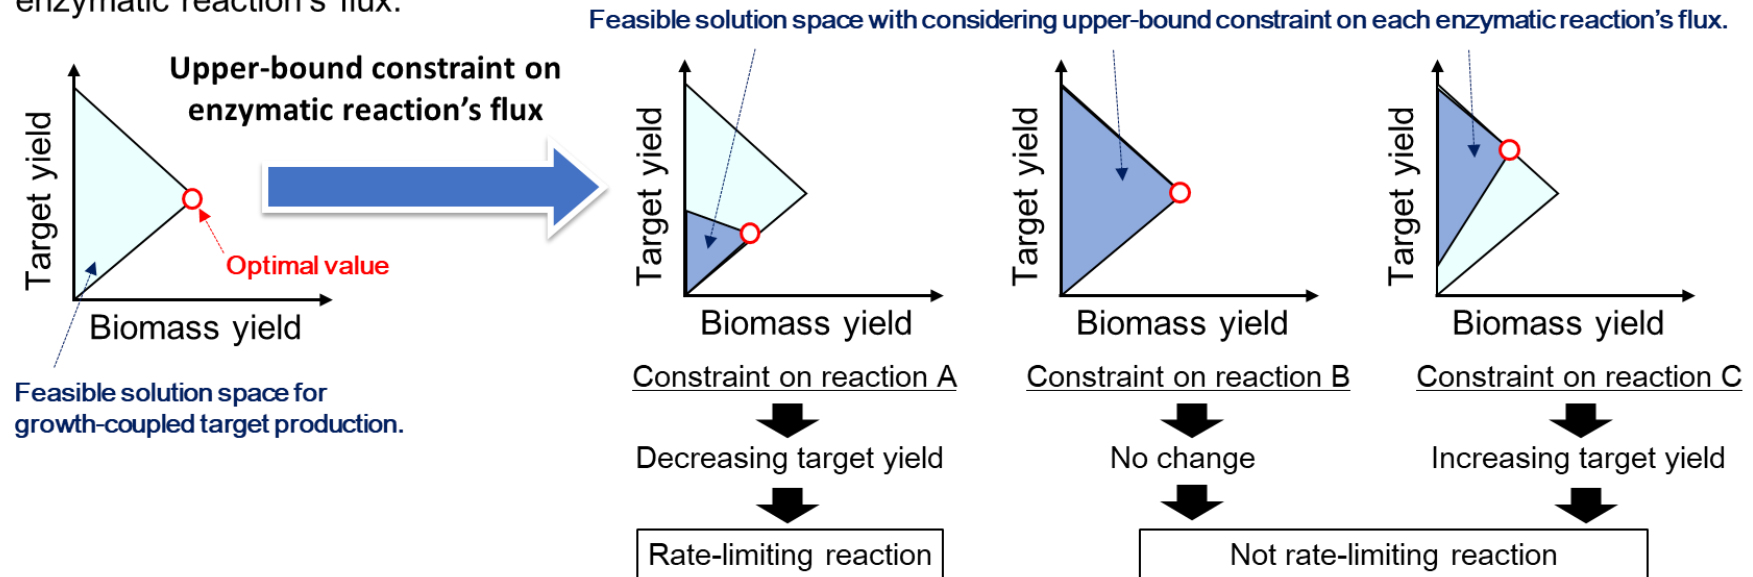 enzymatic reaction's flux.
Feasible solution space with considering upper-bound constraint on each enzymatic reaction's flux.
Upper-bound constraint on
enzymatic reaction's flux
Target yield
Optimal value
Biomass yield
Feasible solution space for
growth-coupled target production.
Target yield
Biomass yield
Target yield
Biomass yield
Target yield
Biomass yield
Constraint on reaction A
Constraint on reaction B
Constraint on reaction C
Decreasing target yield
No change
Increasing target yield
Rate-limiting reaction
Not rate-limiting reaction